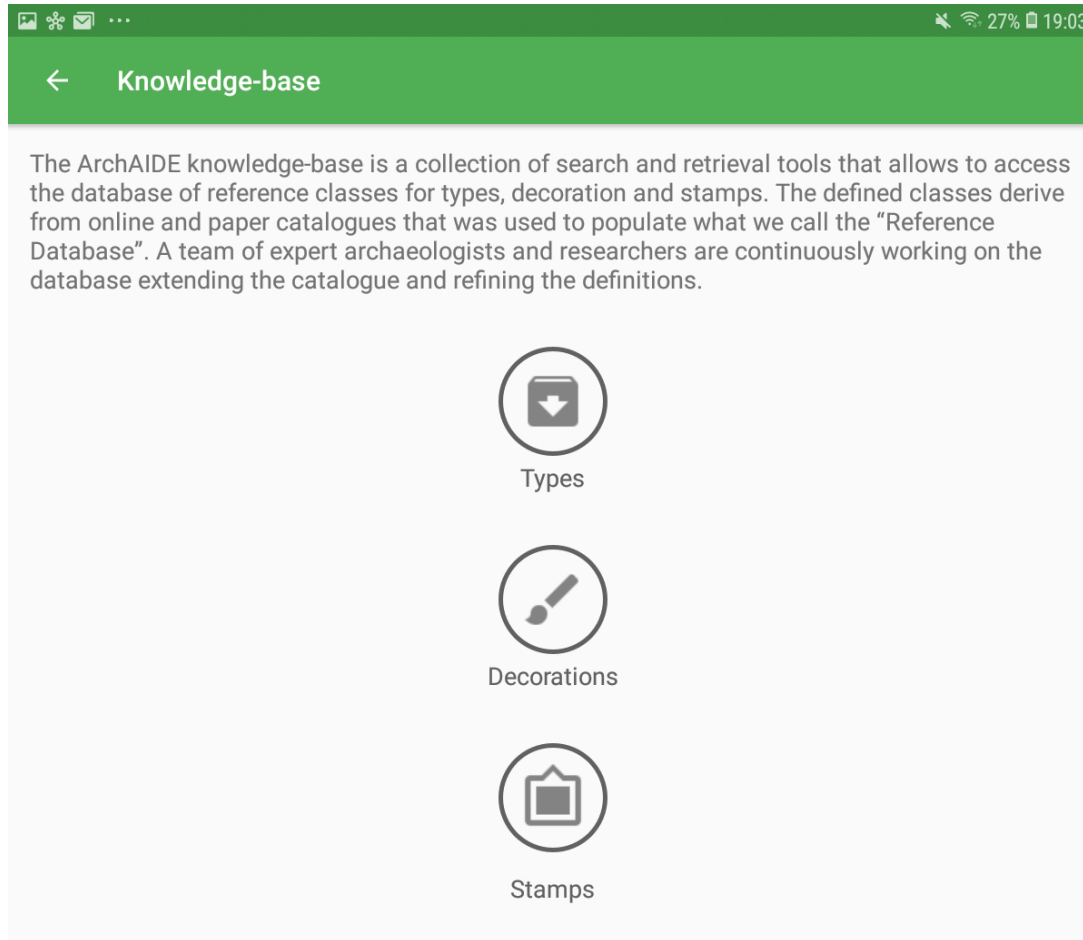 27% 19:03
Knowledge-base
The ArchAIDE knowledge-base is a collection of search and retrieval tools that allows to access
the database of reference classes for types, decoration and stamps. The defined classes derive
from online and paper catalogues that was used to populate what we call the “Reference
Database”. A team of expert archaeologists and researchers are continuously working on the
database extending the catalogue and refining the definitions.
Types
Decorations
Stamps